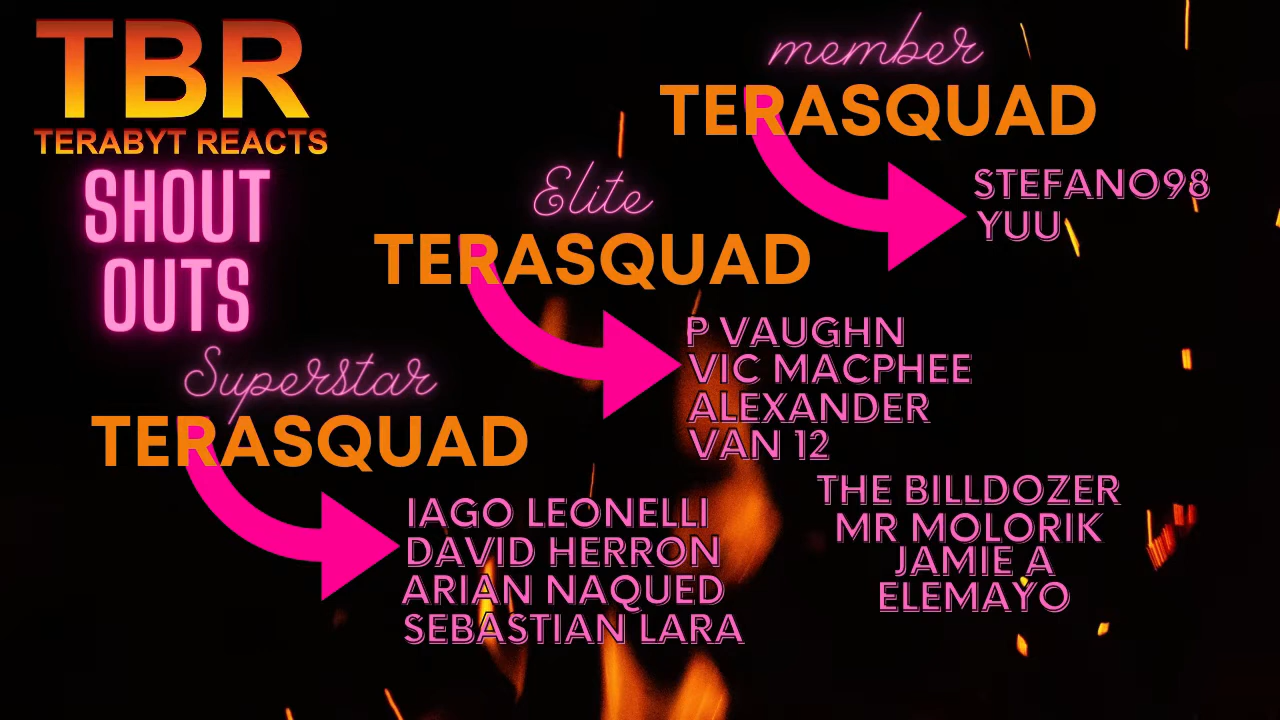 TBR
TERABYT REACTS
SHOUT
OUTS
member
TERASQUAD
STEFANO98
YUU
Elite
TERASQUAD
P VAUGHN
VIC MACPHEE
ALEXANDER
VAN 12
Superstar
TERASQUAD
IAGO LEONELLI
DAVID HERRON
ARIAN NAQUED
SEBASTIAN LARA
THE BILLDOZER
MR MOLORIK
JAMIE A
ELEMAYO